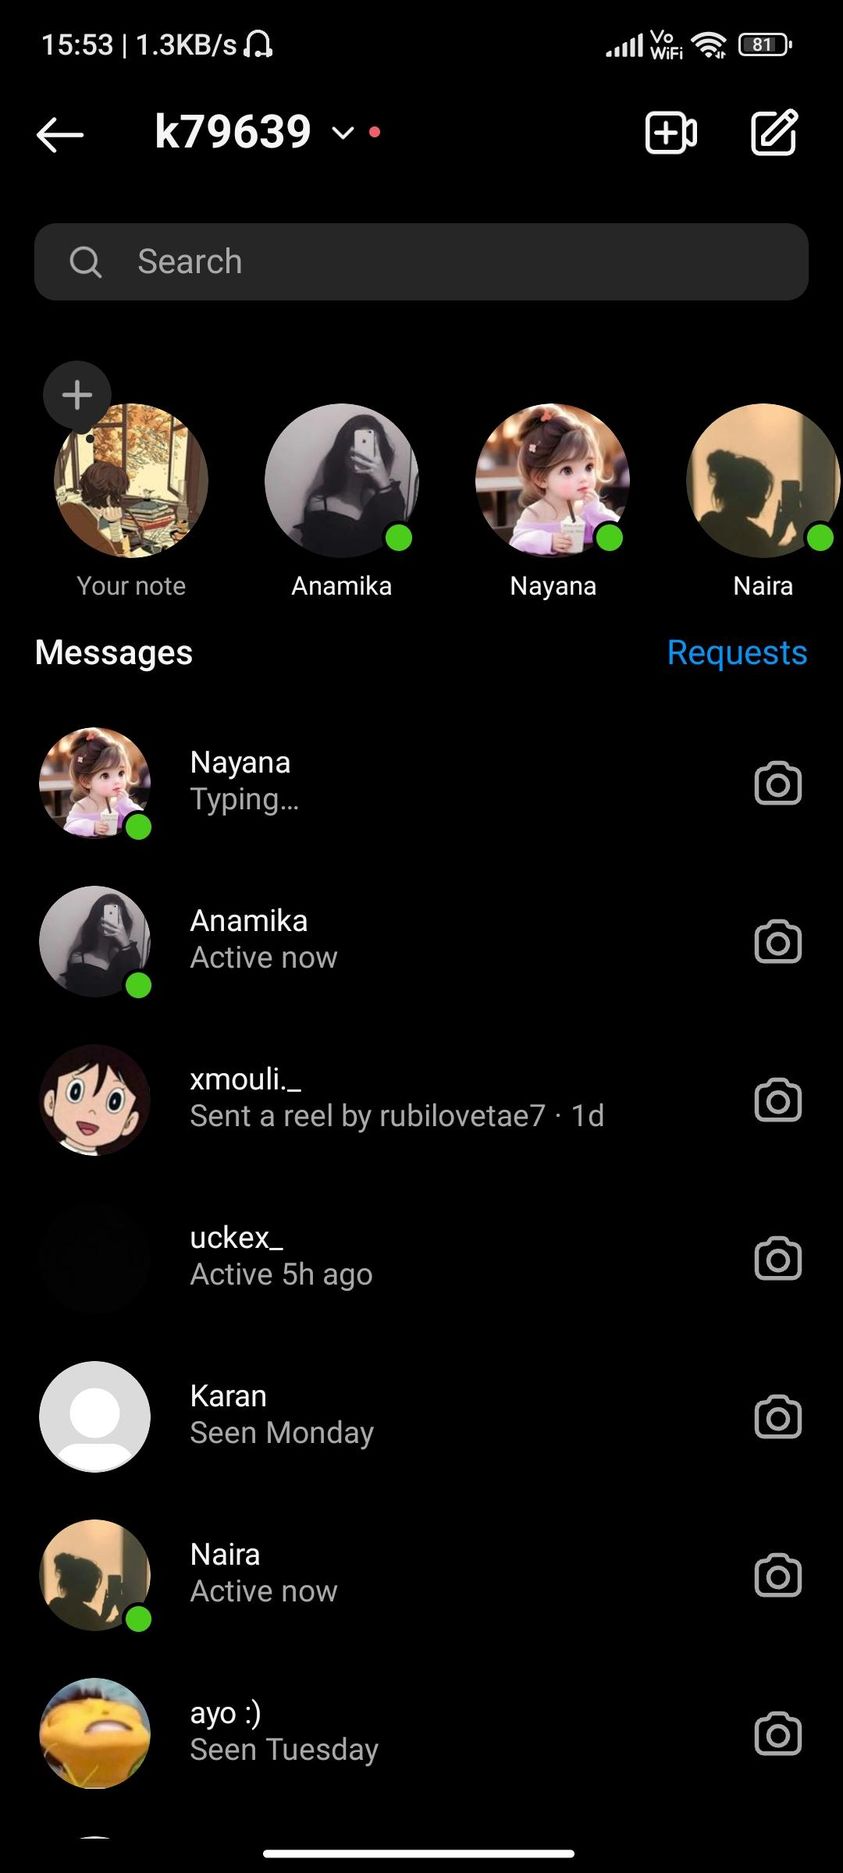 15:53 | 1.3KB/s
Vo WiFi
81
k79639
Search
Your note
Anamika
Nayana
Naira
Messages
Requests
Nayana
Typing...
Anamika
Active now
xmouli._
Sent a reel by rubilovetae7 · 1d
uckex_
Active 5h ago
Karan
Seen Monday
Naira
Active now
ayo :)
Seen Tuesday